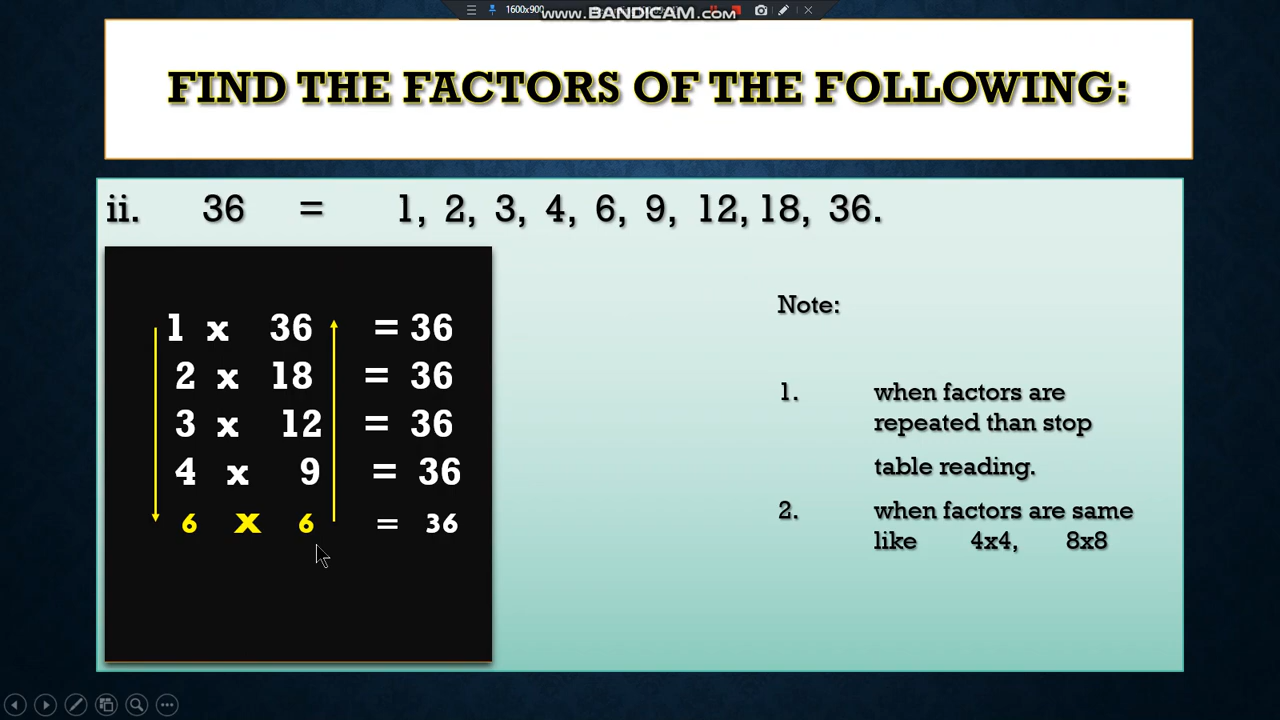 1600x900
www.BANDICAM.com
FIND THE FACTORS OF THE FOLLOWING:
ii. 36 = 1, 2, 3, 4, 6, 9, 12, 18, 36.
1 x 36 = 36
2 x 18 = 36
3 x 12 = 36
4 x 9 = 36
6 x 6 = 36
Note:
1. when factors are
repeated than stop
table reading.
2. when factors are same
like 4x4, 8x8